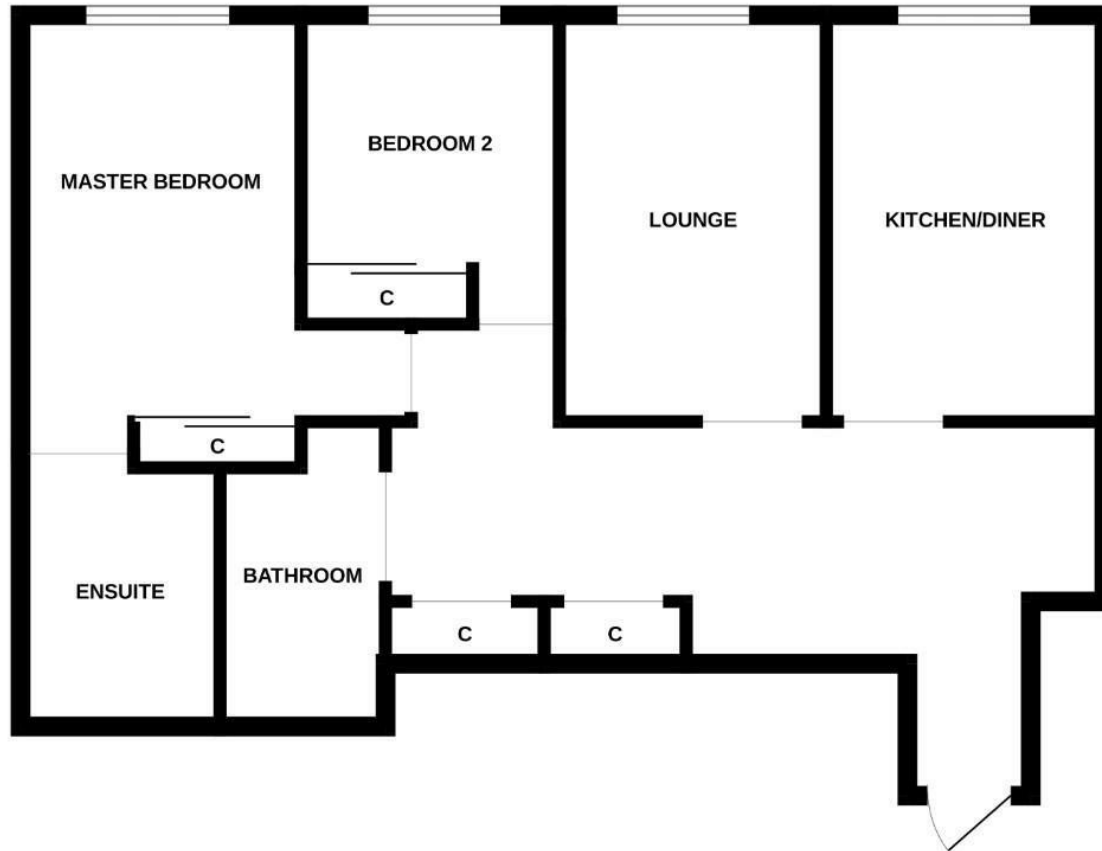 BEDROOM 2
MASTER BEDROOM
LOUNGE
KITCHEN/DINER
C
C
BATHROOM
ENSUITE
C
C